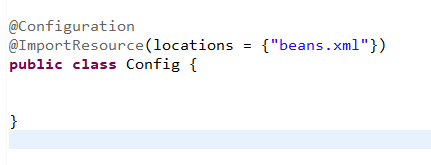 @Configuration
@ImportResource(locations = {"beans.xml"})
public class Config {
}